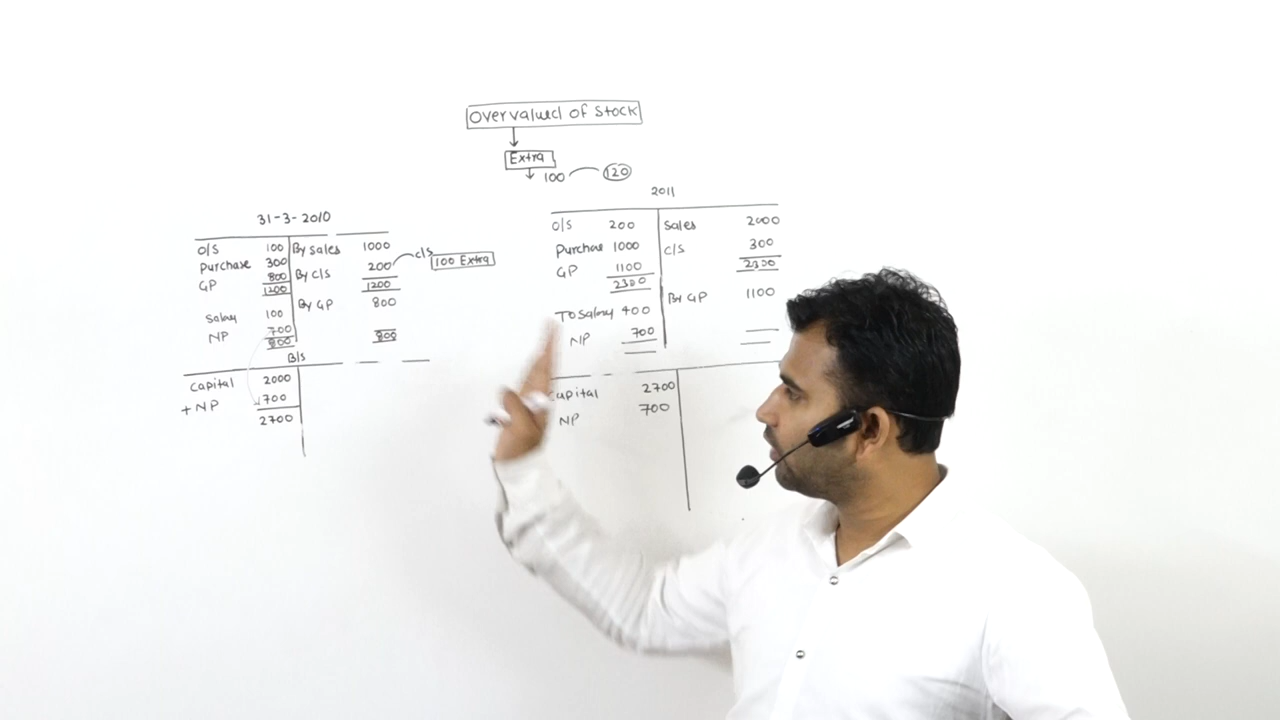 Overvalued of Stock
Extra
100 120
31-3-2010
O/S 100 By sales 1000
Purchase 300 By C/S 200 C/S 100 Extra
GP 800
1200 1200
By GP 800
Salary 100
NP 700
800 800
B/S
Capital 2000
+ NP 700
2700
2011
O/S 200 Sales 2000
Purchase 1000 C/S 300
GP 1100 2300
2300
By GP 1100
To Salary 400
NP 700
Capital 2700
NP 700